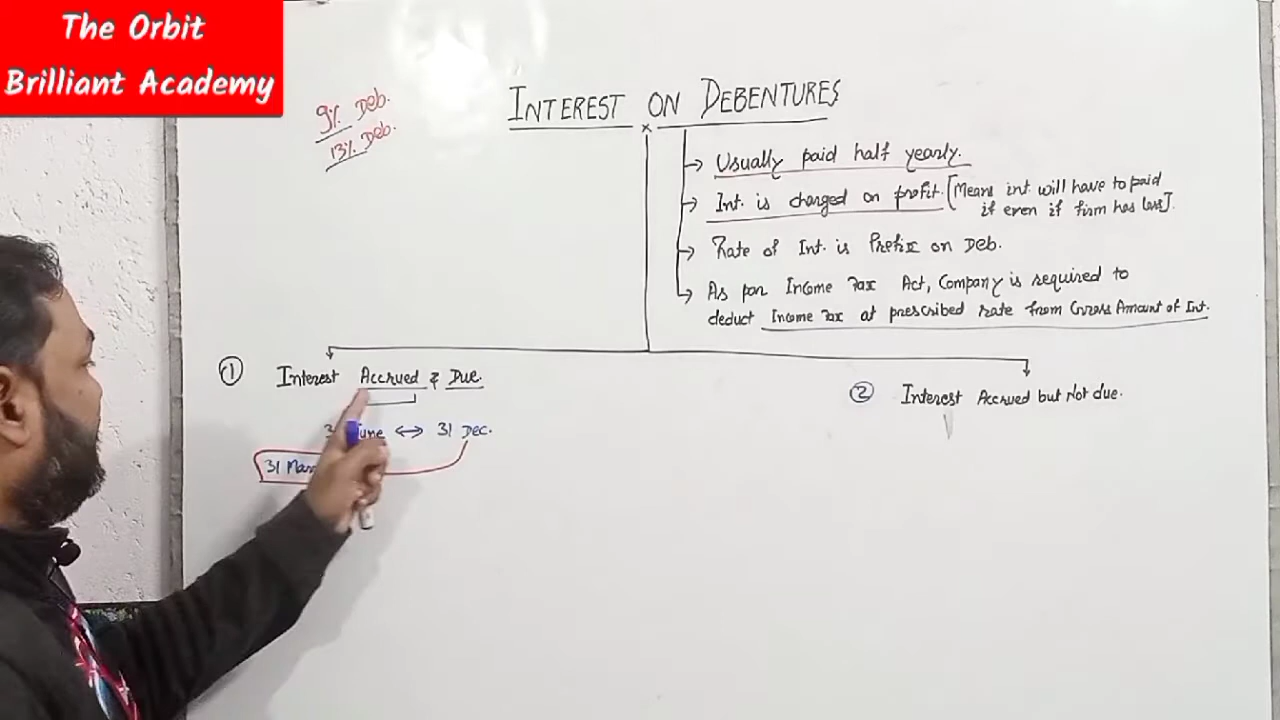 The Orbit
Brilliant Academy
9% Deb.
13% Deb.
INTEREST ON DEBENTURES
Usually paid half yearly.
Int. is charged on profit. [Means int. will have to paid
if even if firm has loss].
Rate of Int. is Prefix on Deb.
As par Income Tax Act, Company is required to
deduct Income Tax at prescribed rate from Gross Amount of Int.
① Interest Accrued & Due.
② Interest Accrued but Not due.
June ↔ 31 Dec.
31